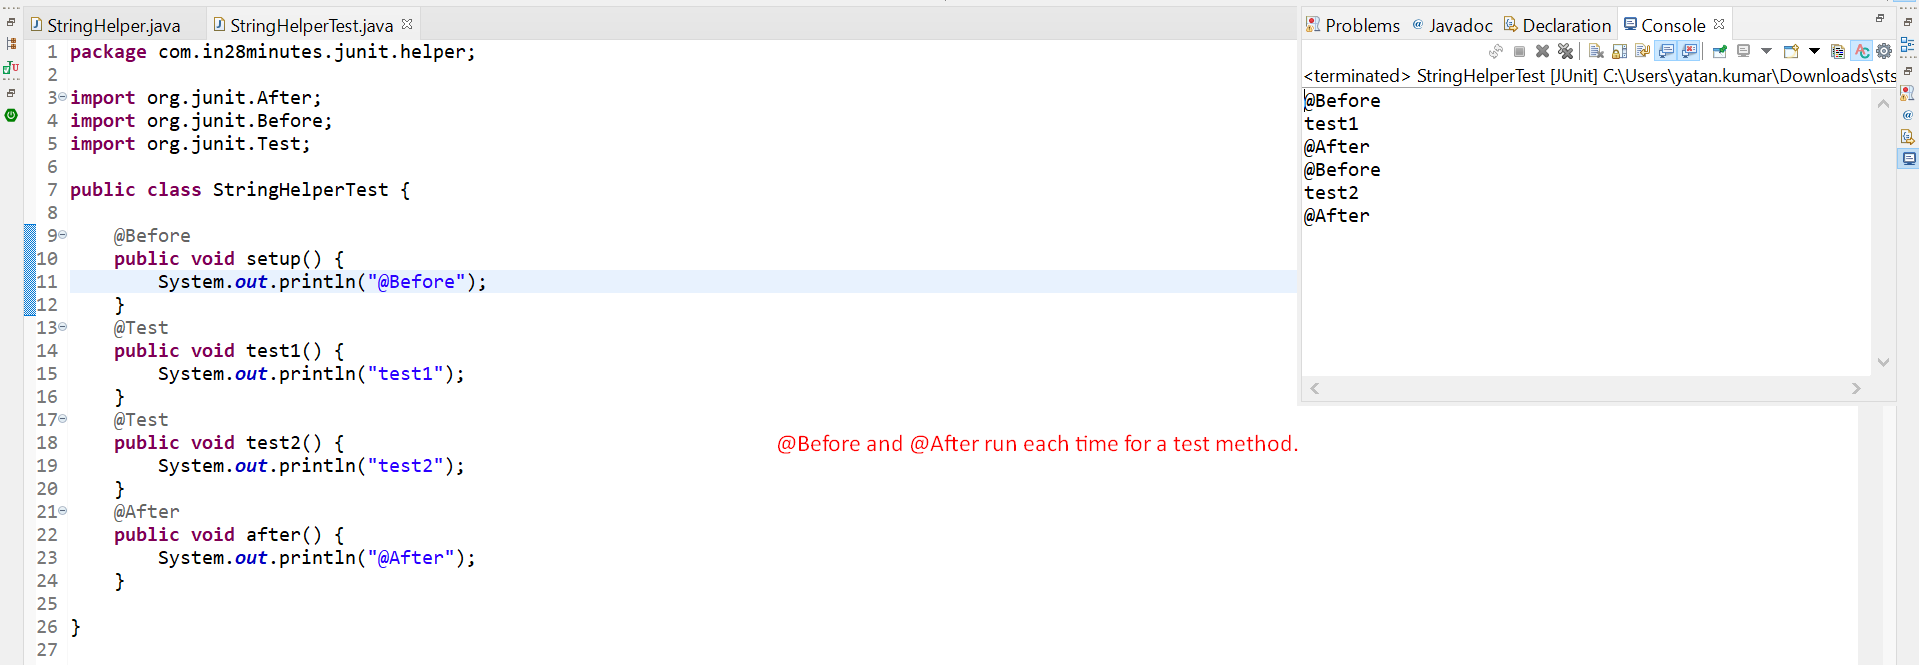 StringHelper.java
StringHelperTest.java
1 package com.in28minutes.junit.helper;
2
3 import org.junit.After;
4 import org.junit.Before;
5 import org.junit.Test;
6
7 public class StringHelperTest {
8
9 @Before
10 public void setup() {
11 System.out.println("@Before");
12 }
13 @Test
14 public void test1() {
15 System.out.println("test1");
16 }
17 @Test
18 public void test2() {
19 System.out.println("test2");
20 }
21 @After
22 public void after() {
23 System.out.println("@After");
24 }
25
26 }
27
@Before and @After run each time for a test method.
Problems @ Javadoc Declaration Console
<terminated> StringHelperTest [JUnit] C:\Users\yatan.kumar\Downloads\sts
@Before
test1
@After
@Before
test2
@After